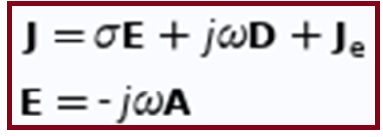 J = σE + jωD + Jₑ
E = - jωA